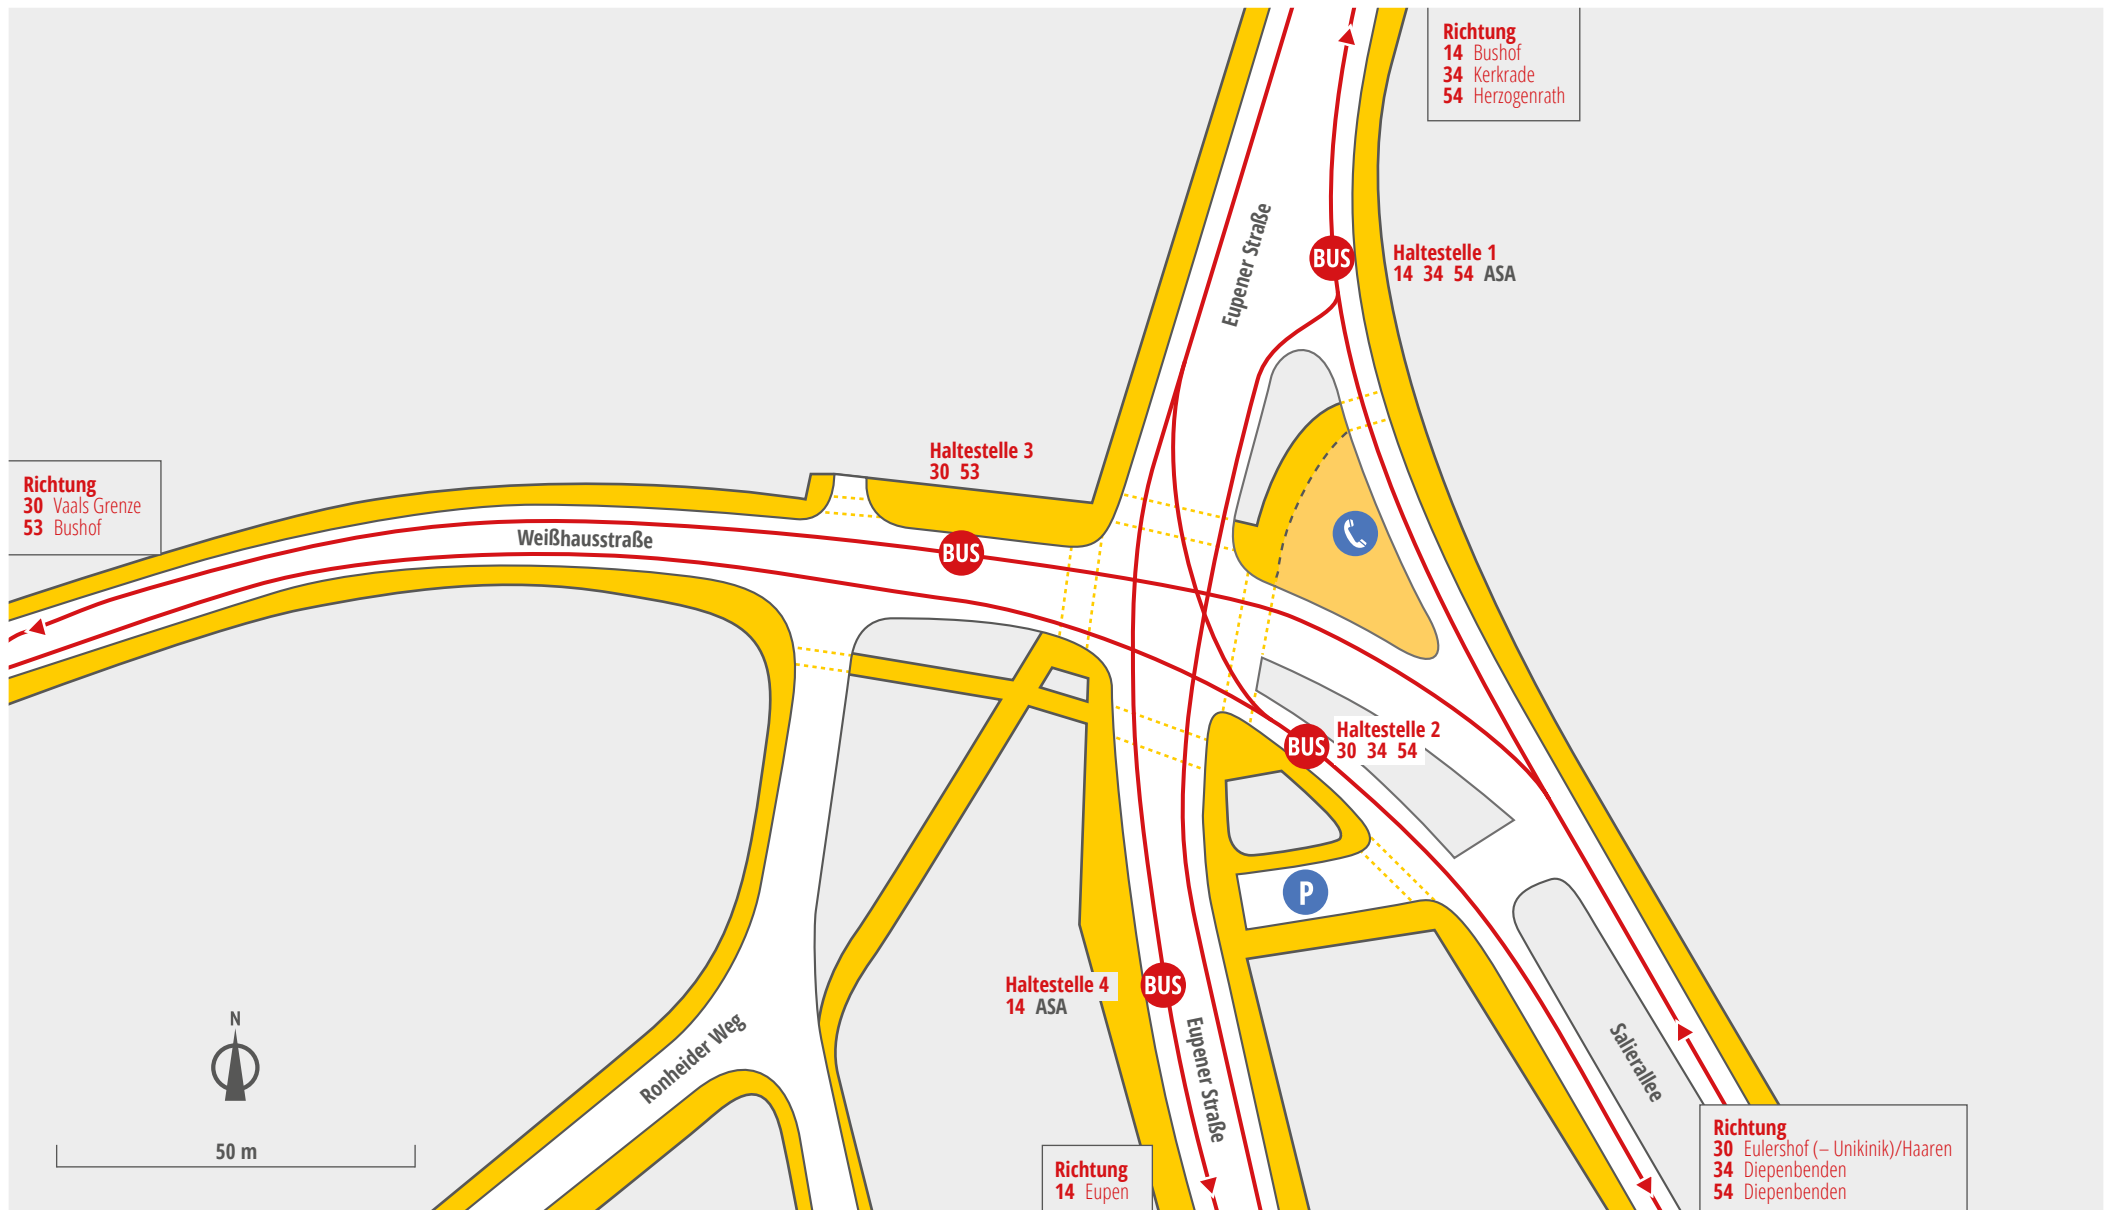 Richtung
14 Bushof
34 Kerkrade
54 Herzogenrath
Eupener Straße
BUS
Haltestelle 1
14 34 54 ASA
Haltestelle 3
30 53
BUS
Richtung
30 Vaals Grenze
53 Bushof
Weißhausstraße
BUS
Haltestelle 2
30 34 54
P
Haltestelle 4
14 ASA
BUS
Eupener Straße
Ronheider Weg
Salierallee
N
50 m
Richtung
14 Eupen
Richtung
30 Eulershof (– Unikinik)/Haaren
34 Diepenbenden
54 Diepenbenden